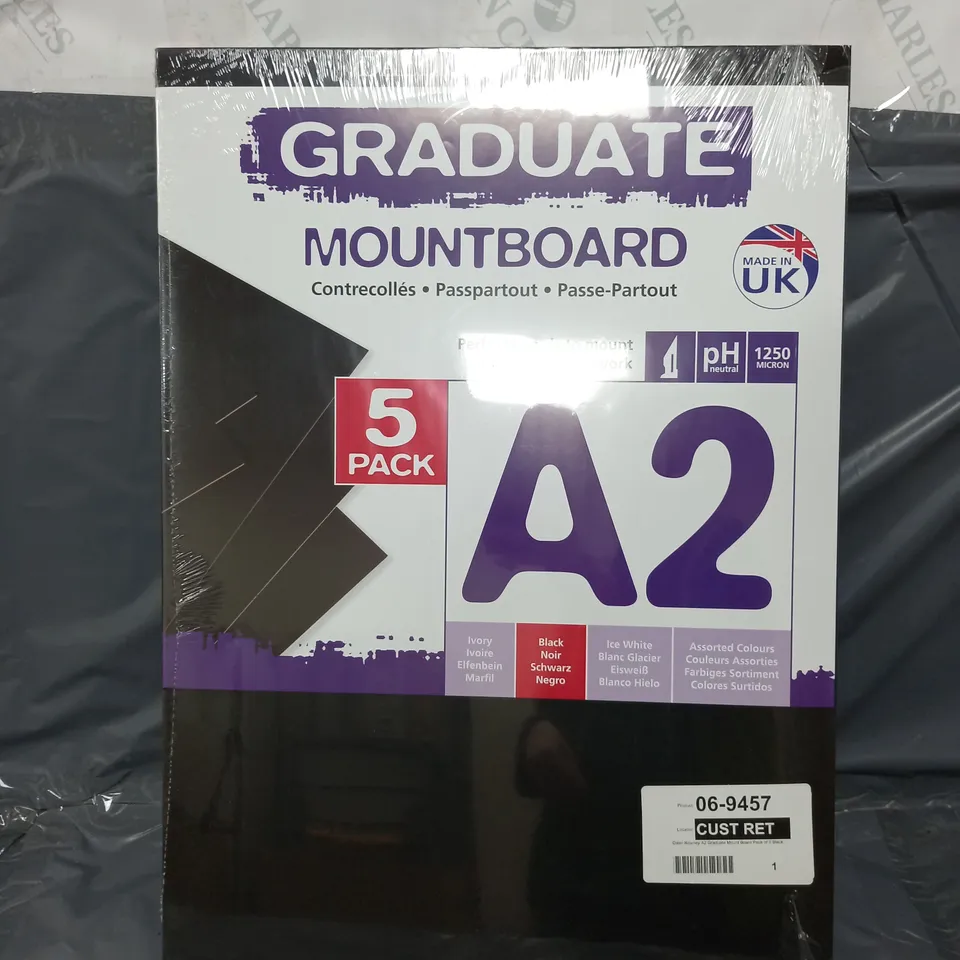 GRADUATE
MOUNTBOARD
Contrecollés • Passpartout • Passe-Partout
MADE IN
UK
pH
neutral
1250
MICRON
5
PACK
A2
Ivory
Ivoire
Elfenbein
Marfil
Black
Noir
Schwarz
Negro
Ice White
Blanc Glacier
Eisweiß
Blanco Hielo
Assorted Colours
Couleurs Assorties
Farbiges Sortiment
Colores Surtidos
06-9457
CUST RET
1